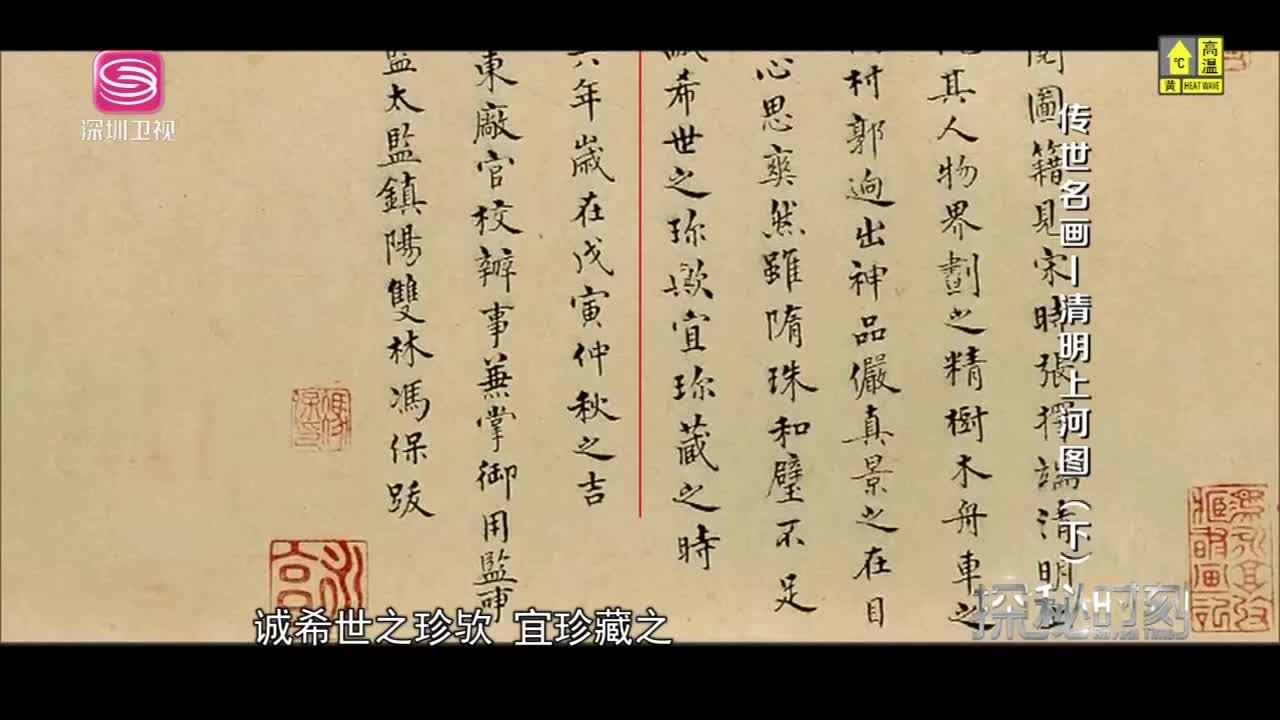 深圳卫视
高温
℃
黄
HEAT WAVE
传世名画—清明上河图（下）
閱圖籍見宋時張擇端清明上
其人物界劃之精樹木舟車之
村郭逈出神品儼真景之在目
心思爽然雖隋珠和璧不足
誠希世之珎歟宜珎藏之時
六年歲在戊寅仲秋之吉
東廠官校辦事兼掌御用監事
監太監鎮陽雙林馮保跋
探秘时刻
诚希世之珍欤 宜珍藏之